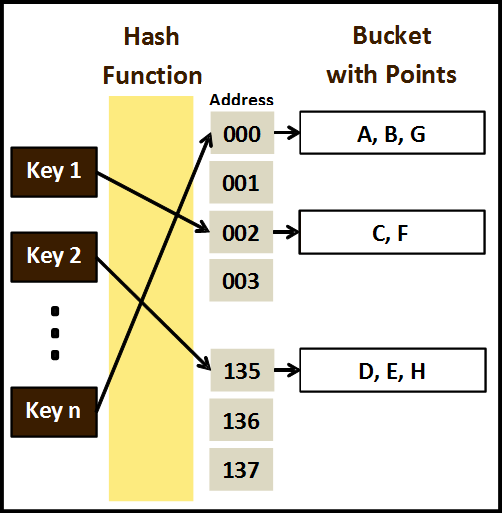 Hash
Function
Bucket
with Points
Address
Key 1
Key 2
Key n
000
001
002
003
135
136
137
A, B, G
C, F
D, E, H